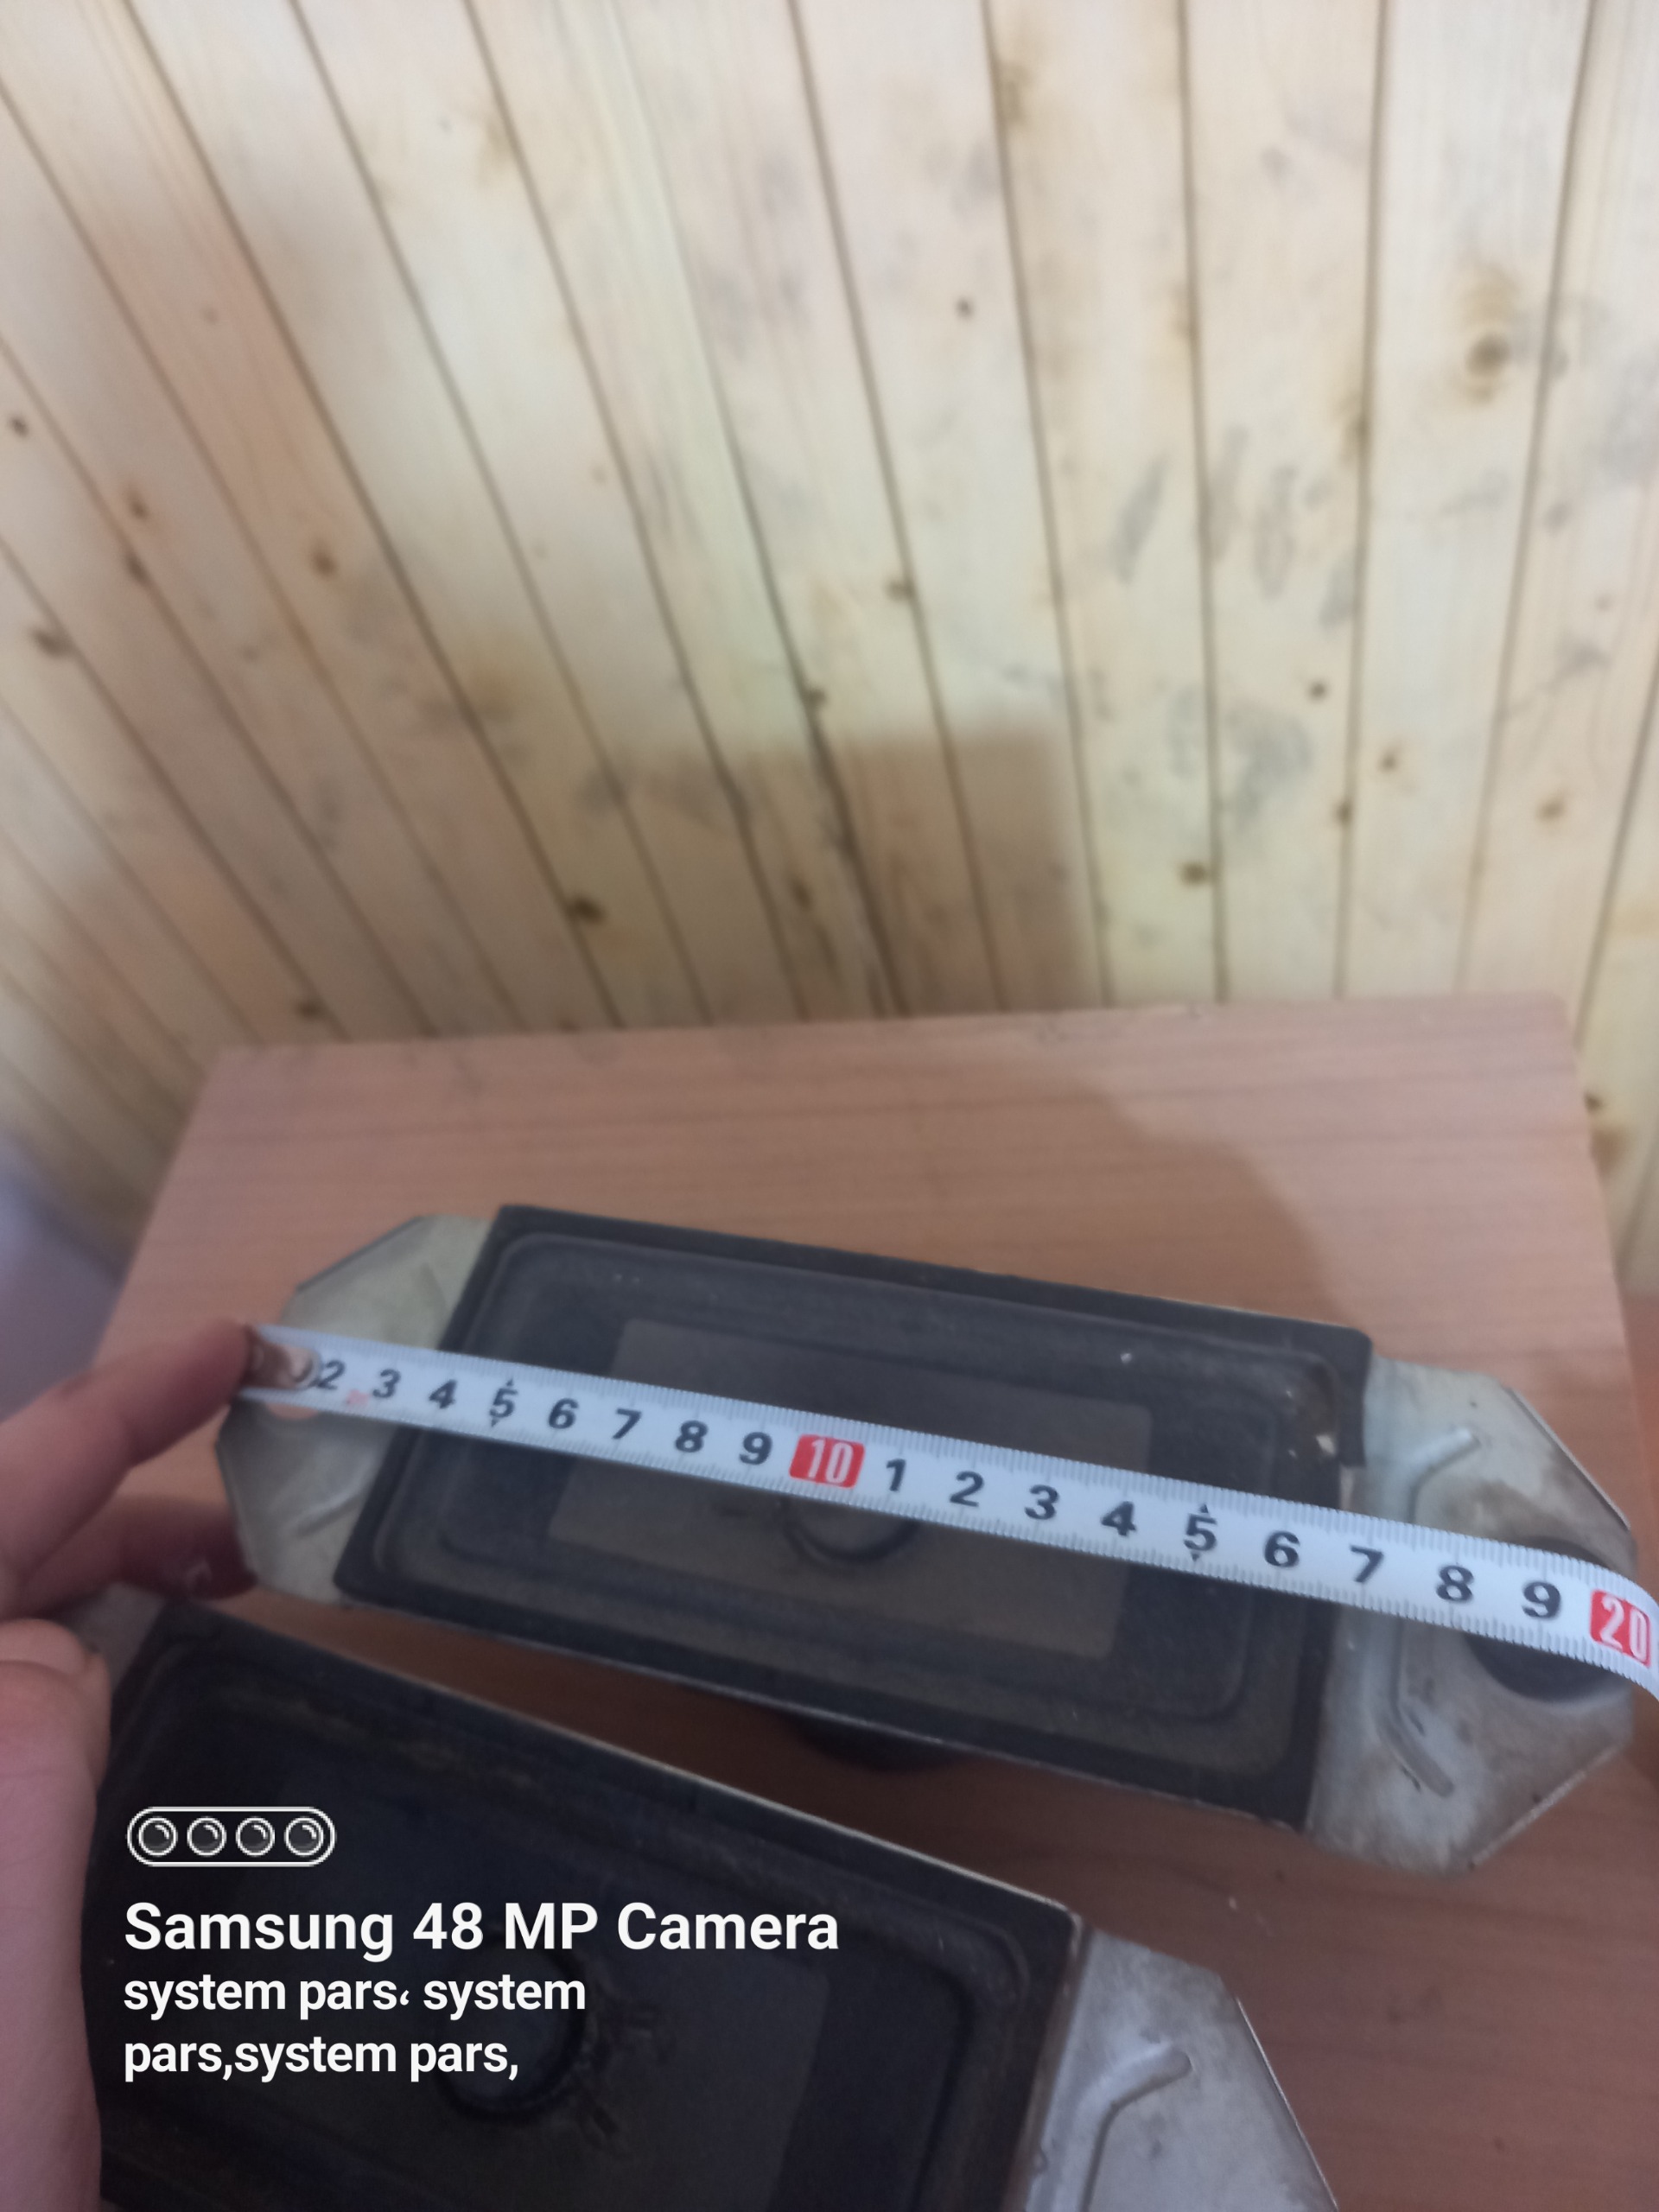 2 3 4 5 6 7 8 9 10 1 2 3 4 5 6 7 8 9 20
Samsung 48 MP Camera
system pars، system
pars,system pars,